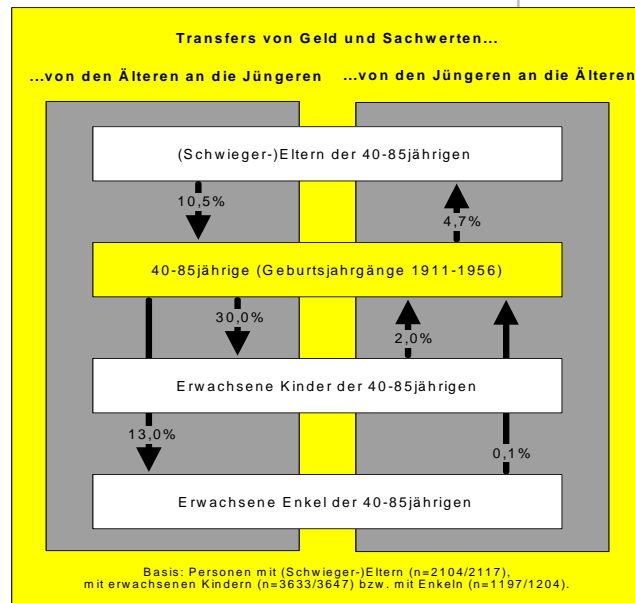 Transfers von Geld und Sachwerten...
...von den Älteren an die Jüngeren ...von den Jüngeren an die Älteren
(Schwieger-)Eltern der 40-85jährigen
10,5%
4,7%
40-85jährige (Geburtsjahrgänge 1911-1956)
30,0%
2,0%
Erwachsene Kinder der 40-85jährigen
13,0%
0,1%
Erwachsene Enkel der 40-85jährigen
Basis: Personen mit (Schwieger-)Eltern (n=2104/2117),
mit erwachsenen Kindern (n=3633/3647) bzw. mit Enkeln (n=1197/1204).